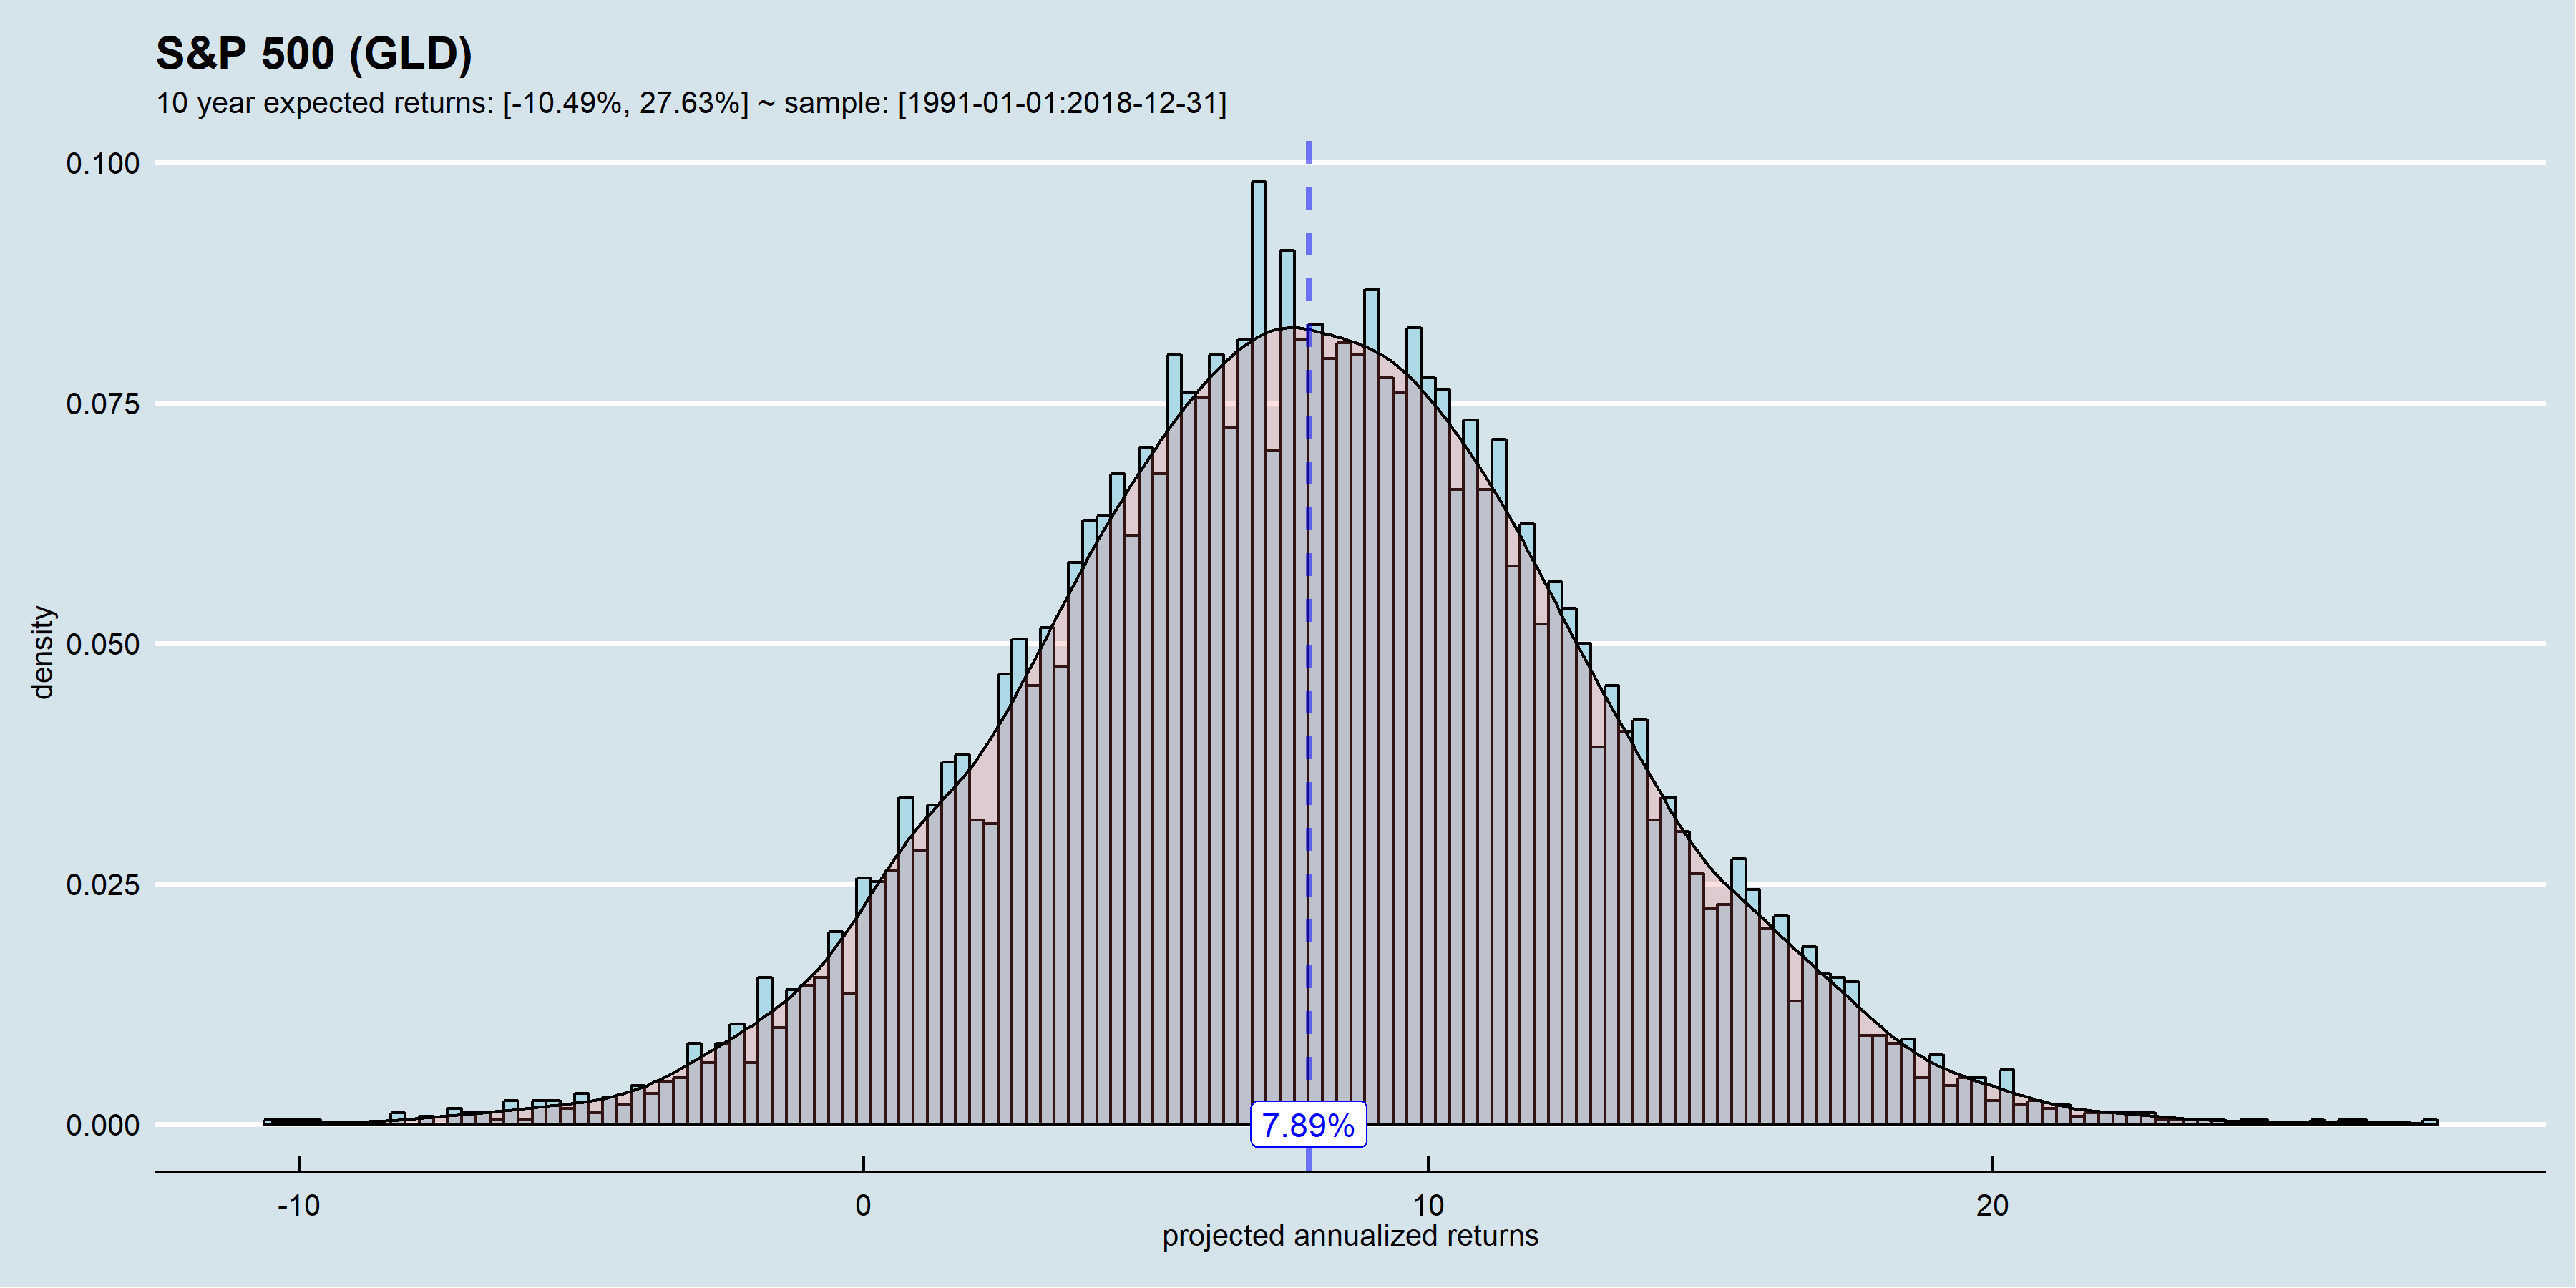 S&P 500 (GLD)
10 year expected returns: [-10.49%, 27.63%] ~ sample: [1991-01-01:2018-12-31]
0.100
0.075
0.050
0.025
0.000
density
7.89%
-10 0 10 20
projected annualized returns